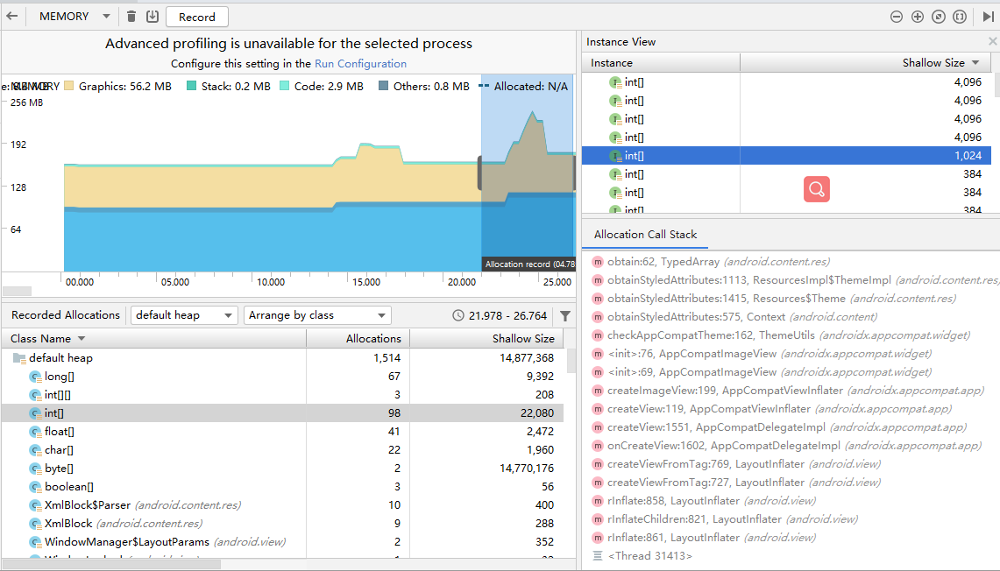 MEMORY
Record
Advanced profiling is unavailable for the selected process
Configure this setting in the Run Configuration
MEMORY Graphics: 56.2 MB Stack: 0.2 MB Code: 2.9 MB Others: 0.8 MB Allocated: N/A
256 MB
192
128
64
Allocation record (04.78
00.000 05.000 10.000 15.000 20.000 25.000
Recorded Allocations default heap Arrange by class 21.978 - 26.764
Class Name Allocations Shallow Size
default heap 1,514 14,877,368
long[] 67 9,392
int[][] 3 208
int[] 98 22,080
float[] 41 2,472
char[] 22 1,960
byte[] 2 14,770,176
boolean[] 3 56
XmlBlock$Parser (android.content.res) 10 400
XmlBlock (android.content.res) 9 288
WindowManager$LayoutParams (android.view) 2 352
Instance View
Instance Shallow Size
int[] 4,096
int[] 4,096
int[] 4,096
int[] 4,096
int[] 1,024
int[] 384
int[] 384
int[] 384
Allocation Call Stack
obtain:62, TypedArray (android.content.res)
obtainStyledAttributes:1113, ResourcesImpl$ThemeImpl (android.content.res
obtainStyledAttributes:1415, Resources$Theme (android.content.res)
obtainStyledAttributes:575, Context (android.content)
checkAppCompatTheme:162, ThemeUtils (androidx.appcompat.widget)
<init>:76, AppCompatImageView (androidx.appcompat.widget)
<init>:69, AppCompatImageView (androidx.appcompat.widget)
createImageView:199, AppCompatViewInflater (androidx.appcompat.app)
createView:119, AppCompatViewInflater (androidx.appcompat.app)
createView:1551, AppCompatDelegateImpl (androidx.appcompat.app)
onCreateView:1602, AppCompatDelegateImpl (androidx.appcompat.app)
createViewFromTag:769, LayoutInflater (android.view)
createViewFromTag:727, LayoutInflater (android.view)
rInflate:858, LayoutInflater (android.view)
rInflateChildren:821, LayoutInflater (android.view)
rInflate:861, LayoutInflater (android.view)
<Thread 31413>